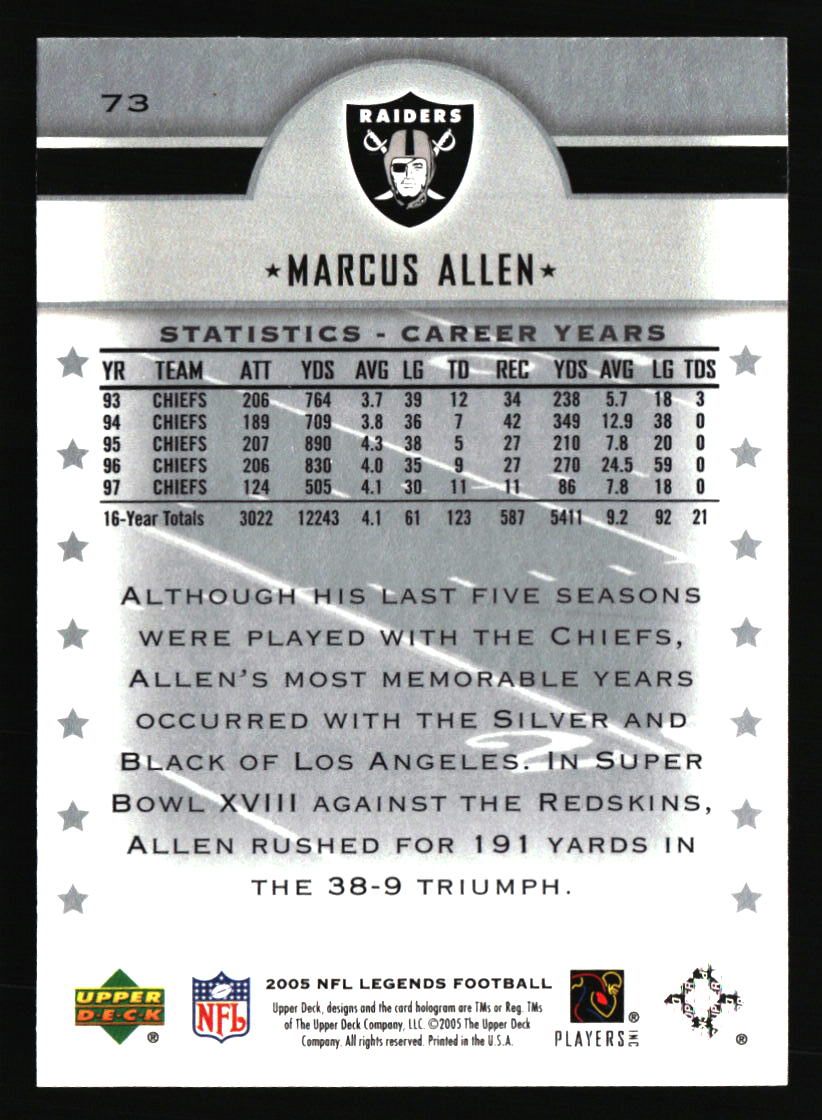 73
RAIDERS
★MARCUS ALLEN★
STATISTICS - CAREER YEARS
YR TEAM ATT YDS AVG LG TD REC YDS AVG LG TDS
93 CHIEFS 206 764 3.7 39 12 34 238 5.7 18 3
94 CHIEFS 189 709 3.8 36 7 42 349 12.9 38 0
95 CHIEFS 207 890 4.3 38 5 27 210 7.8 20 0
96 CHIEFS 206 830 4.0 35 9 27 270 24.5 59 0
97 CHIEFS 124 505 4.1 30 11 11 86 7.8 18 0
16-Year Totals 3022 12243 4.1 61 123 587 5411 9.2 92 21
ALTHOUGH HIS LAST FIVE SEASONS
WERE PLAYED WITH THE CHIEFS,
ALLEN'S MOST MEMORABLE YEARS
OCCURRED WITH THE SILVER AND
BLACK OF LOS ANGELES. IN SUPER
BOWL XVIII AGAINST THE REDSKINS,
ALLEN RUSHED FOR 191 YARDS IN
THE 38-9 TRIUMPH.
UPPER
DECK
®
NFL
2005 NFL LEGENDS FOOTBALL
Upper Deck, designs and the card hologram are TMs or Reg. TMs
of The Upper Deck Company, LLC. ©2005 The Upper Deck
Company. All rights reserved. Printed in the U.S.A.
®
PLAYERS INC
®